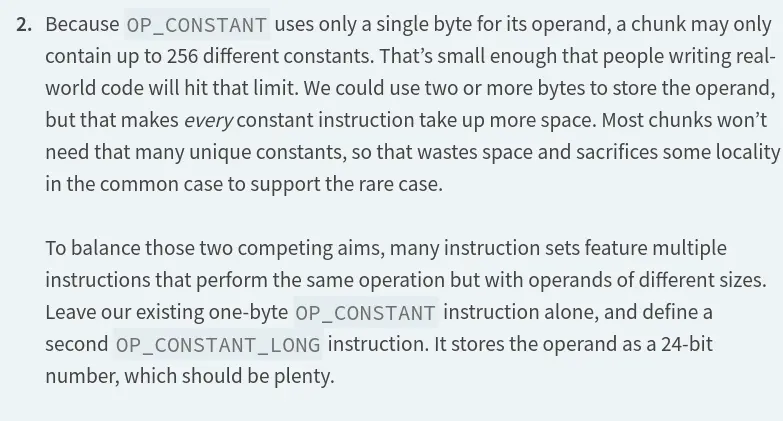 2. Because OP_CONSTANT uses only a single byte for its operand, a chunk may only
contain up to 256 different constants. That’s small enough that people writing real-
world code will hit that limit. We could use two or more bytes to store the operand,
but that makes every constant instruction take up more space. Most chunks won’t
need that many unique constants, so that wastes space and sacrifices some locality
in the common case to support the rare case.
To balance those two competing aims, many instruction sets feature multiple
instructions that perform the same operation but with operands of different sizes.
Leave our existing one-byte OP_CONSTANT instruction alone, and define a
second OP_CONSTANT_LONG instruction. It stores the operand as a 24-bit
number, which should be plenty.